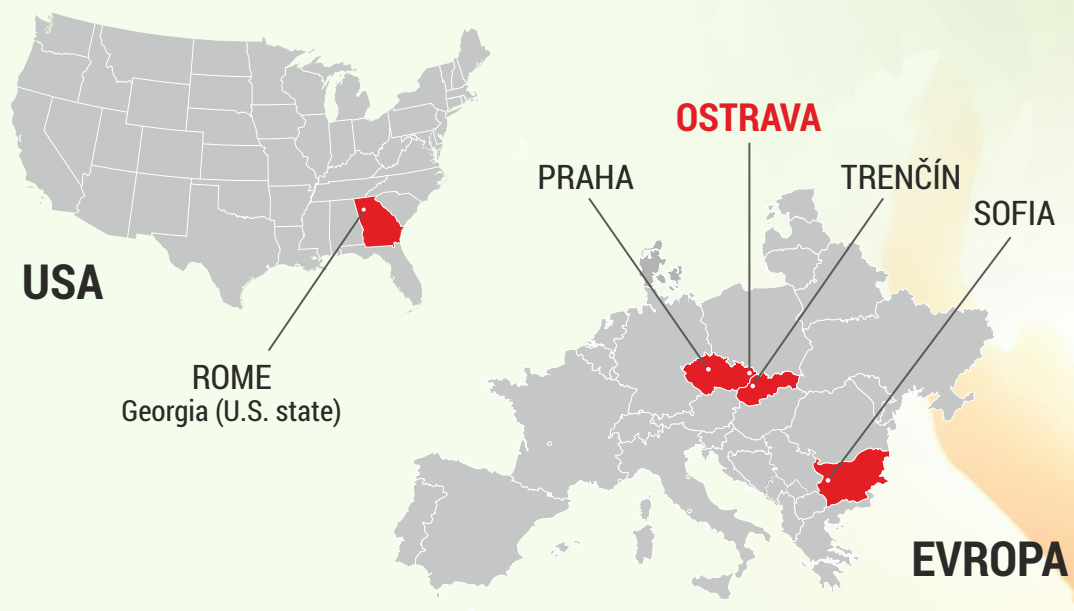 OSTRAVA
PRAHA
TRENČÍN
SOFIA
USA
ROME
Georgia (U.S. state)
EVROPA